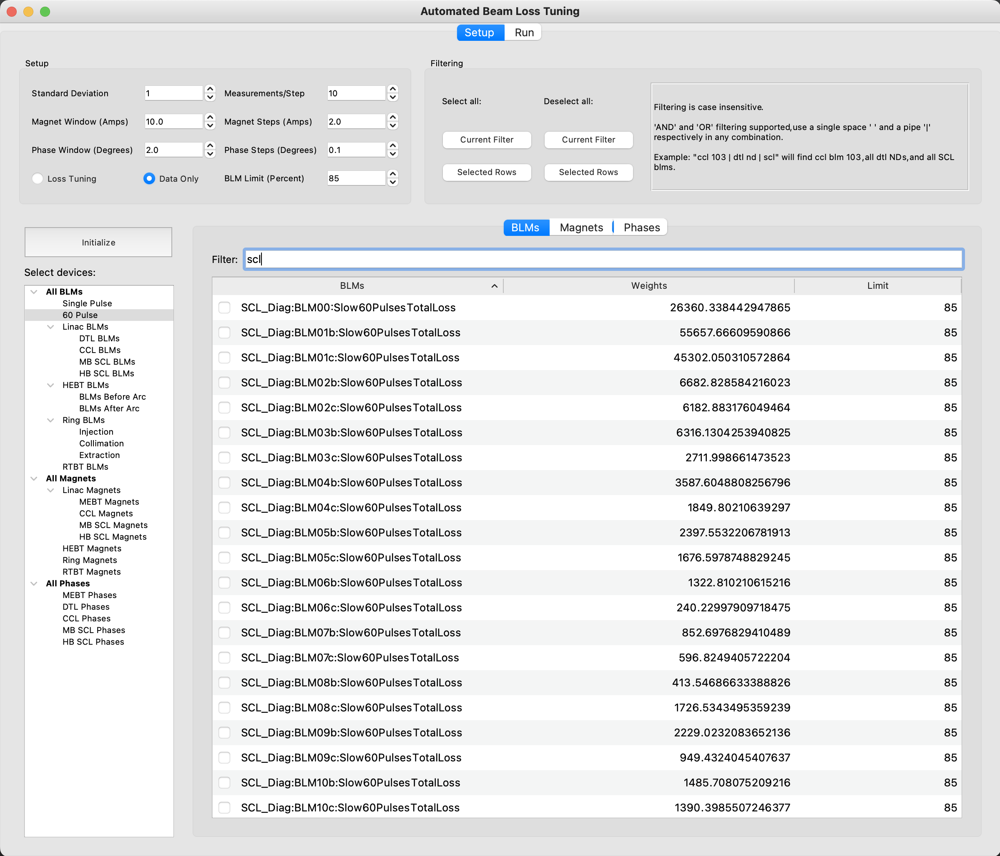 Automated Beam Loss Tuning
Setup Run
Setup
Standard Deviation 1 Measurements/Step 10
Magnet Window (Amps) 10.0 Magnet Steps (Amps) 2.0
Phase Window (Degrees) 2.0 Phase Steps (Degrees) 0.1
Loss Tuning Data Only BLM Limit (Percent) 85
Filtering
Select all: Deselect all:
Current Filter Current Filter
Selected Rows Selected Rows
Filtering is case insensitive.
'AND' and 'OR' filtering supported,use a single space ' ' and a pipe '|'
respectively in any combination.
Example: "ccl 103 | dtl nd | scl" will find ccl blm 103,all dtl NDs,and all SCL
blms.
Initialize
Select devices:
All BLMs
Single Pulse
60 Pulse
Linac BLMs
DTL BLMs
CCL BLMs
MB SCL BLMs
HB SCL BLMs
HEBT BLMs
BLMs Before Arc
BLMs After Arc
Ring BLMs
Injection
Collimation
Extraction
RTBT BLMs
All Magnets
Linac Magnets
MEBT Magnets
CCL Magnets
MB SCL Magnets
HB SCL Magnets
HEBT Magnets
Ring Magnets
RTBT Magnets
All Phases
MEBT Phases
DTL Phases
CCL Phases
MB SCL Phases
HB SCL Phases
BLMs Magnets Phases
Filter: scl
BLMs Weights Limit
SCL_Diag:BLM00:Slow60PulsesTotalLoss 26360.338442947865 85
SCL_Diag:BLM01b:Slow60PulsesTotalLoss 55657.66609590866 85
SCL_Diag:BLM01c:Slow60PulsesTotalLoss 45302.050310572864 85
SCL_Diag:BLM02b:Slow60PulsesTotalLoss 6682.828584216023 85
SCL_Diag:BLM02c:Slow60PulsesTotalLoss 6182.883176049464 85
SCL_Diag:BLM03b:Slow60PulsesTotalLoss 6316.1304253940825 85
SCL_Diag:BLM03c:Slow60PulsesTotalLoss 2711.998661473523 85
SCL_Diag:BLM04b:Slow60PulsesTotalLoss 3587.6048808256796 85
SCL_Diag:BLM04c:Slow60PulsesTotalLoss 1849.80210639297 85
SCL_Diag:BLM05b:Slow60PulsesTotalLoss 2397.5532206781913 85
SCL_Diag:BLM05c:Slow60PulsesTotalLoss 1676.5978748829245 85
SCL_Diag:BLM06b:Slow60PulsesTotalLoss 1322.810210615216 85
SCL_Diag:BLM06c:Slow60PulsesTotalLoss 240.22997909718475 85
SCL_Diag:BLM07b:Slow60PulsesTotalLoss 852.6976829410489 85
SCL_Diag:BLM07c:Slow60PulsesTotalLoss 596.8249405722204 85
SCL_Diag:BLM08b:Slow60PulsesTotalLoss 413.54686633388826 85
SCL_Diag:BLM08c:Slow60PulsesTotalLoss 1726.5343495359239 85
SCL_Diag:BLM09b:Slow60PulsesTotalLoss 2229.0232083652136 85
SCL_Diag:BLM09c:Slow60PulsesTotalLoss 949.4324045407637 85
SCL_Diag:BLM10b:Slow60PulsesTotalLoss 1485.708075209216 85
SCL_Diag:BLM10c:Slow60PulsesTotalLoss 1390.3985507246377 85